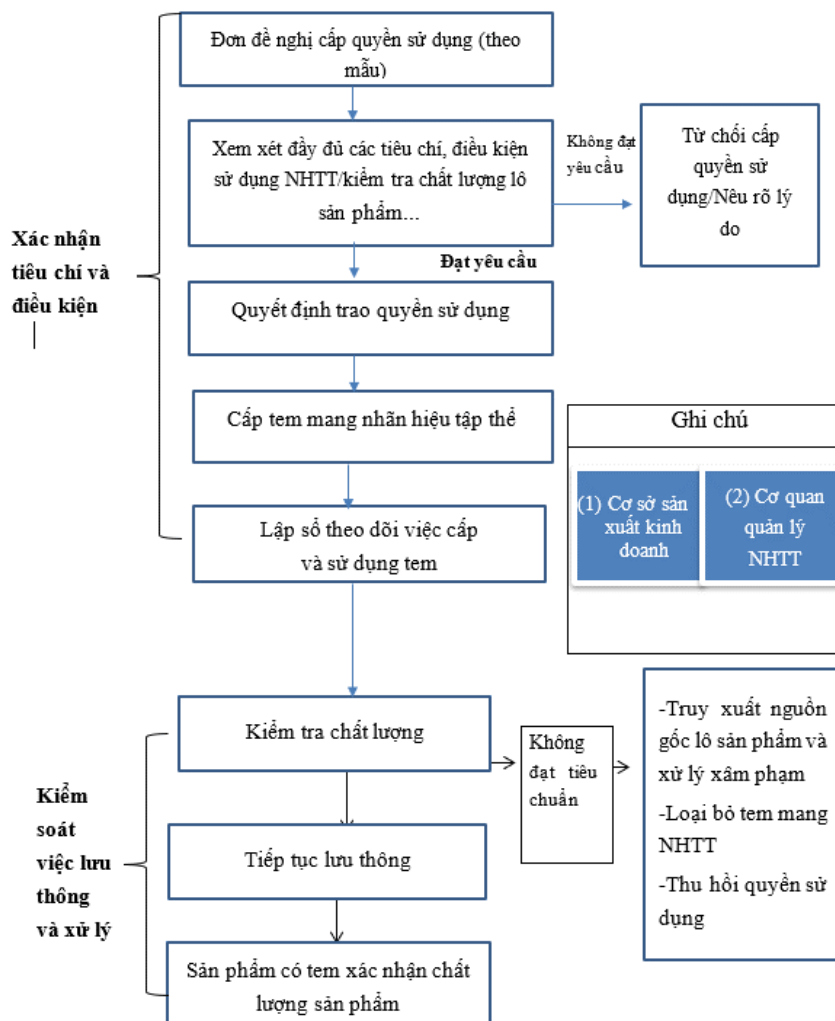 Đơn đề nghị cấp quyền sử dụng (theo
mẫu)
Xem xét đầy đủ các tiêu chí, điều kiện
sử dụng NHTT/kiểm tra chất lượng lô
sản phẩm...
Không đạt
yêu cầu
Từ chối cấp
quyền sử
dụng/Nêu rõ lý
do
Xác nhận
tiêu chí và
điều kiện
Đạt yêu cầu
Quyết định trao quyền sử dụng
Cấp tem mang nhãn hiệu tập thể
Lập sổ theo dõi việc cấp
và sử dụng tem
Ghi chú
(1) Cơ sở sản
xuất kinh
doanh
(2) Cơ quan
quản lý
NHTT
Kiểm tra chất lượng
Không
đạt tiêu
chuẩn
-Truy xuất nguồn
gốc lô sản phẩm và
xử lý xâm phạm
-Loại bỏ tem mang
NHTT
-Thu hồi quyền sử
dụng
Kiểm
soát
việc lưu
thông
và xử lý
Tiếp tục lưu thông
Sản phẩm có tem xác nhận chất
lượng sản phẩm